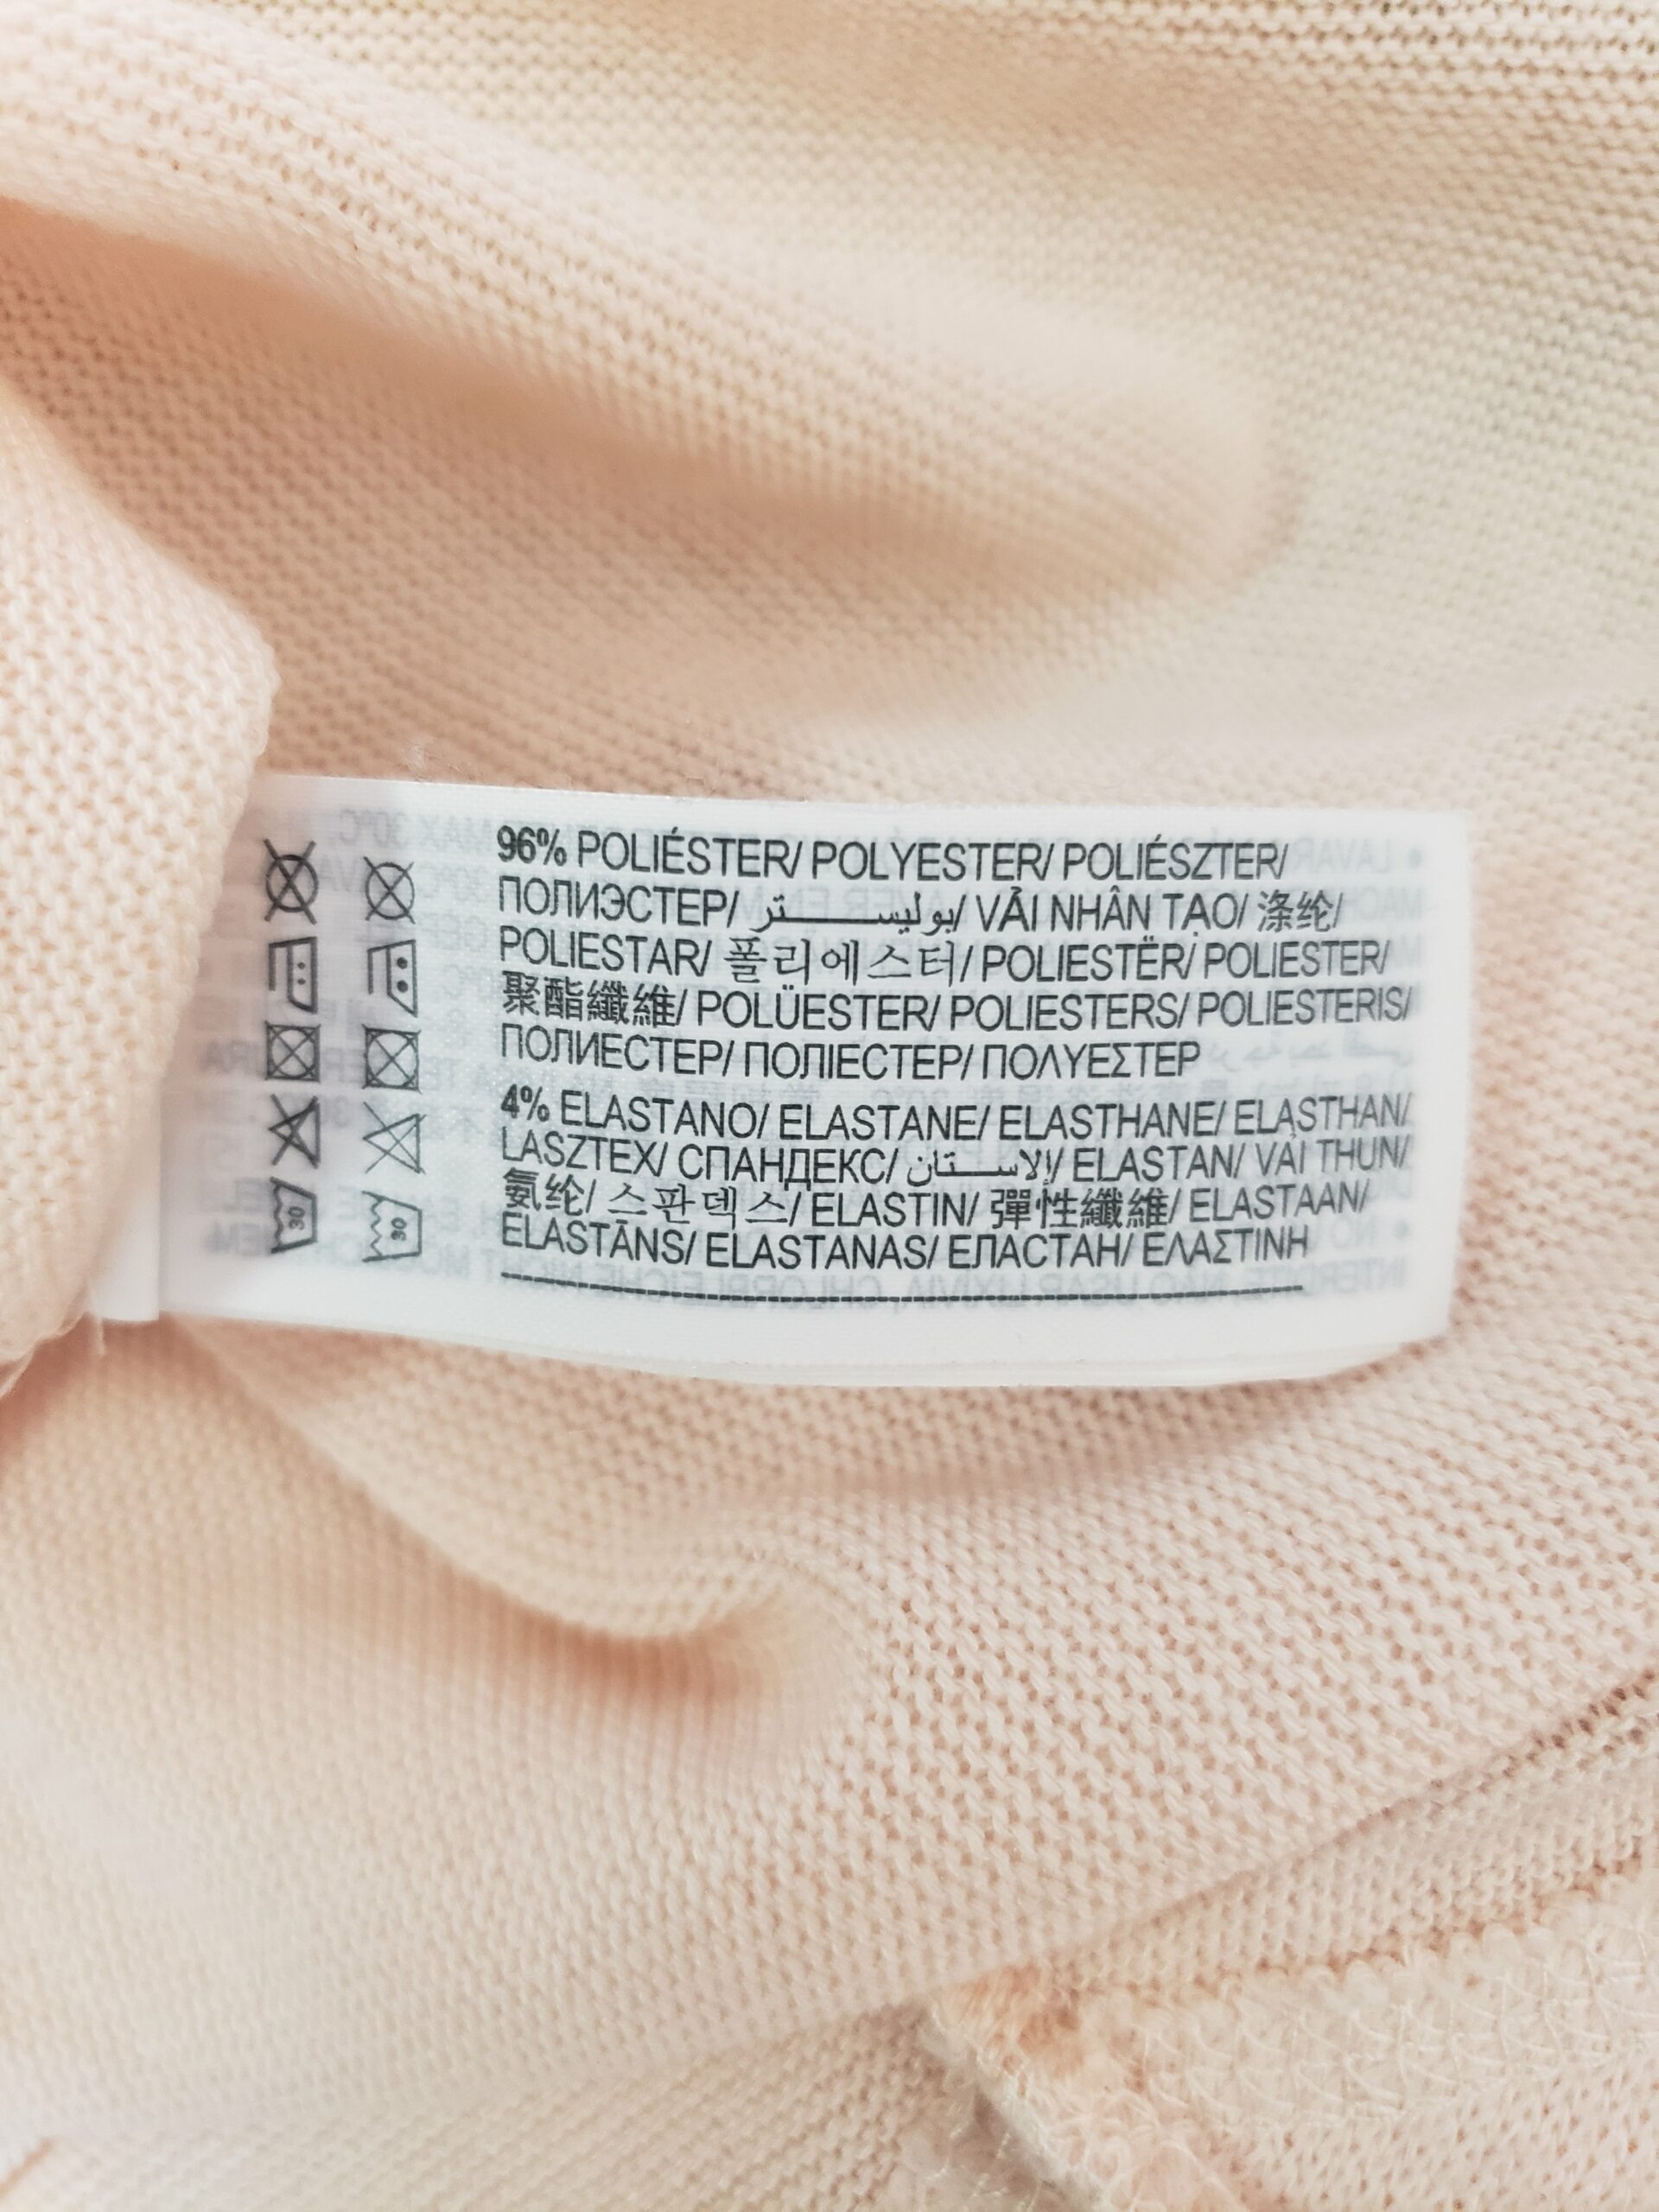 96% POLIÉSTER/ POLYESTER/ POLIÉSZTER/
ПОЛИЭСТЕР/ بوليستر/ VẢI NHÂN TẠO/ 涤纶/
POLIESTAR/ 폴리에스터/ POLIESTËR/ POLIESTER/
聚酯纖維/ POLÜESTER/ POLIESTERS/ POLIESTERIS/
ПОЛИЕСТЕР/ ПОЛІЕСТЕР/ ΠΟΛΥΕΣΤΕΡ
4% ELASTANO/ ELASTANE/ ELASTHANE/ ELASTHAN/
LASZTEX/ СПАНДЕКС/ إلاستان/ ELASTAN/ VẢI THUN/
氨纶/ 스판덱스/ ELASTIN/ 彈性纖維/ ELASTAAN/
ELASTĀNS/ ELASTANAS/ ЕЛАСТАН/ ΕΛΑΣΤΙΝΗ
30
30